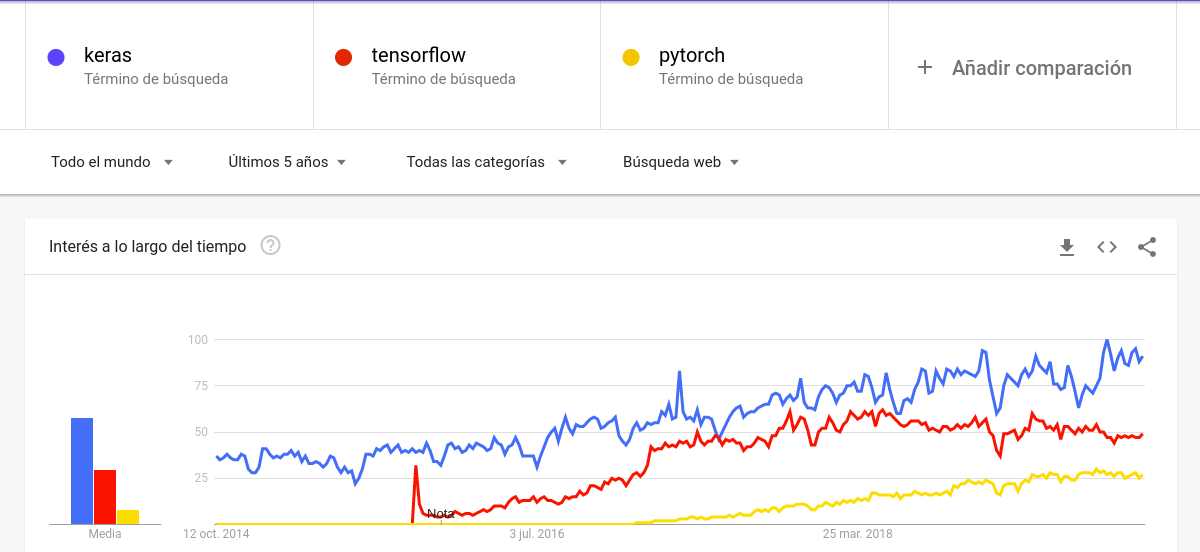 keras
Término de búsqueda
tensorflow
Término de búsqueda
pytorch
Término de búsqueda
+ Añadir comparación
Todo el mundo
Últimos 5 años
Todas las categorías
Búsqueda web
Interés a lo largo del tiempo
?
100
75
50
25
Nota
Media
12 oct. 2014
3 jul. 2016
25 mar. 2018